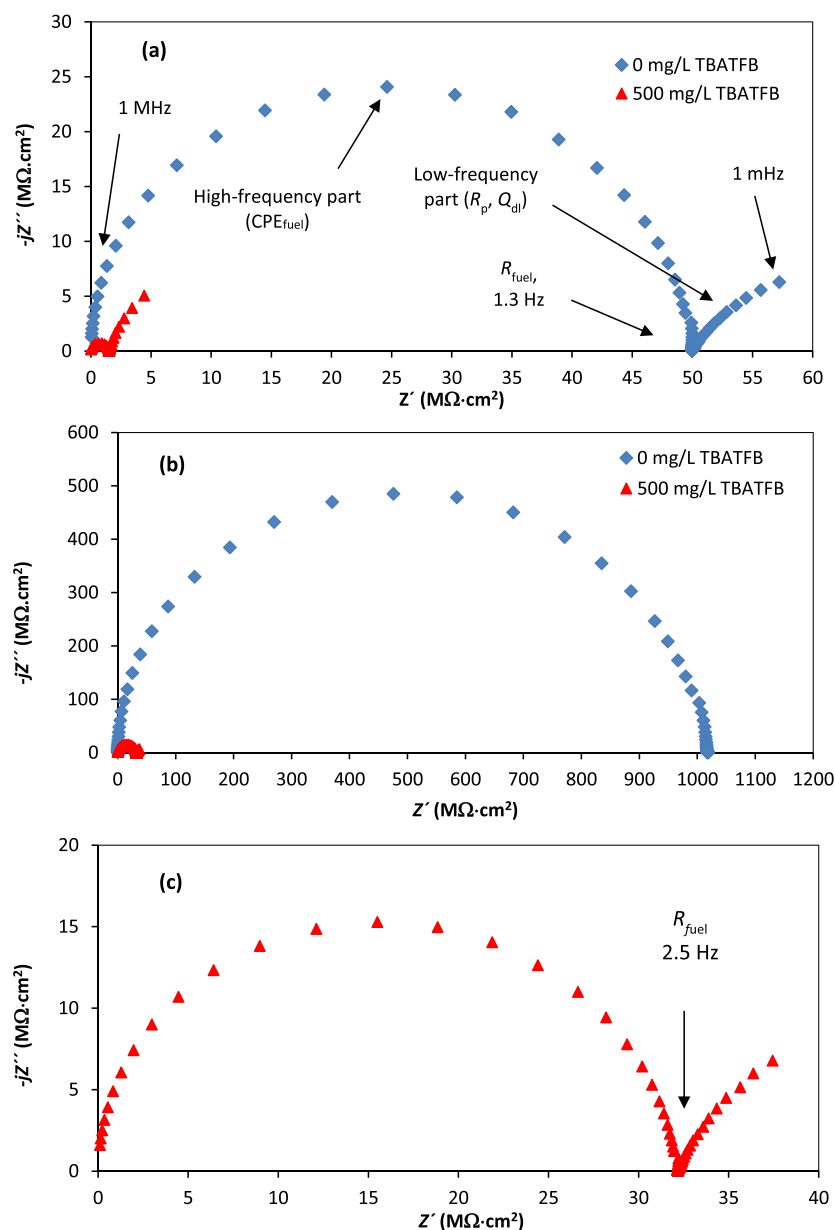 30
25
20
15
10
5
0
-jZ´´ (MΩ.cm²)
(a)
0 mg/L TBATFB
500 mg/L TBATFB
1 MHz
High-frequency part
(CPEfuel)
Low-frequency
part (Rp, Qdl)
1 mHz
Rfuel,
1.3 Hz
0 5 10 15 20 25 30 35 40 45 50 55 60
Z´ (MΩ·cm²)
600
500
400
300
200
100
0
-jZ´´ (MΩ.cm²)
(b)
0 mg/L TBATFB
500 mg/L TBATFB
0 100 200 300 400 500 600 700 800 900 1000 1100 1200
Z´ (MΩ·cm²)
20
15
10
5
0
-jZ´´ (MΩ·cm²)
(c)
Rfuel
2.5 Hz
0 5 10 15 20 25 30 35 40
Z´ (MΩ·cm²)